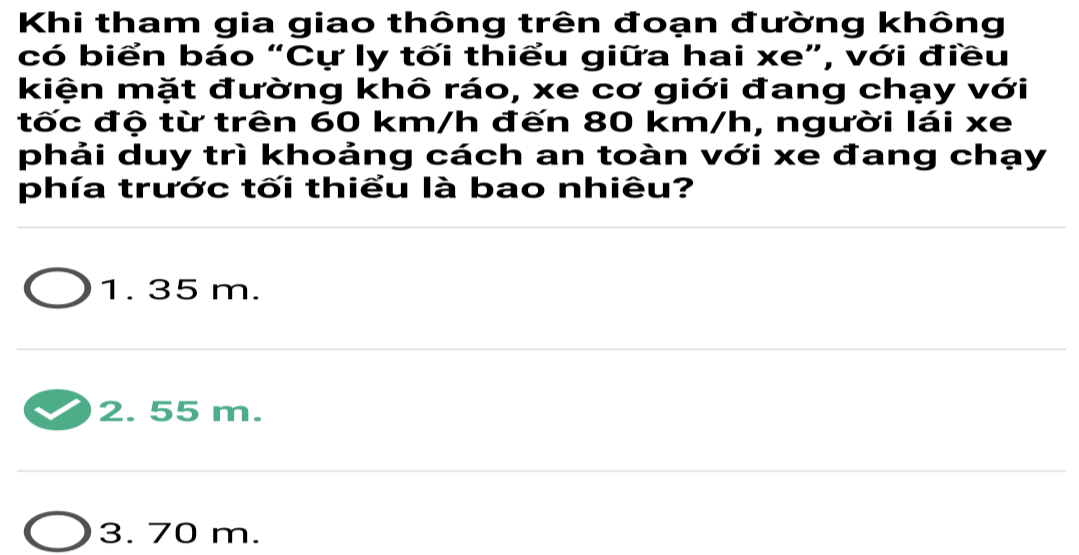 Khi tham gia giao thông trên đoạn đường không
có biển báo “Cự ly tối thiểu giữa hai xe”, với điều
kiện mặt đường khô ráo, xe cơ giới đang chạy với
tốc độ từ trên 60 km/h đến 80 km/h, người lái xe
phải duy trì khoảng cách an toàn với xe đang chạy
phía trước tối thiểu là bao nhiêu?
1. 35 m.
2. 55 m.
3. 70 m.